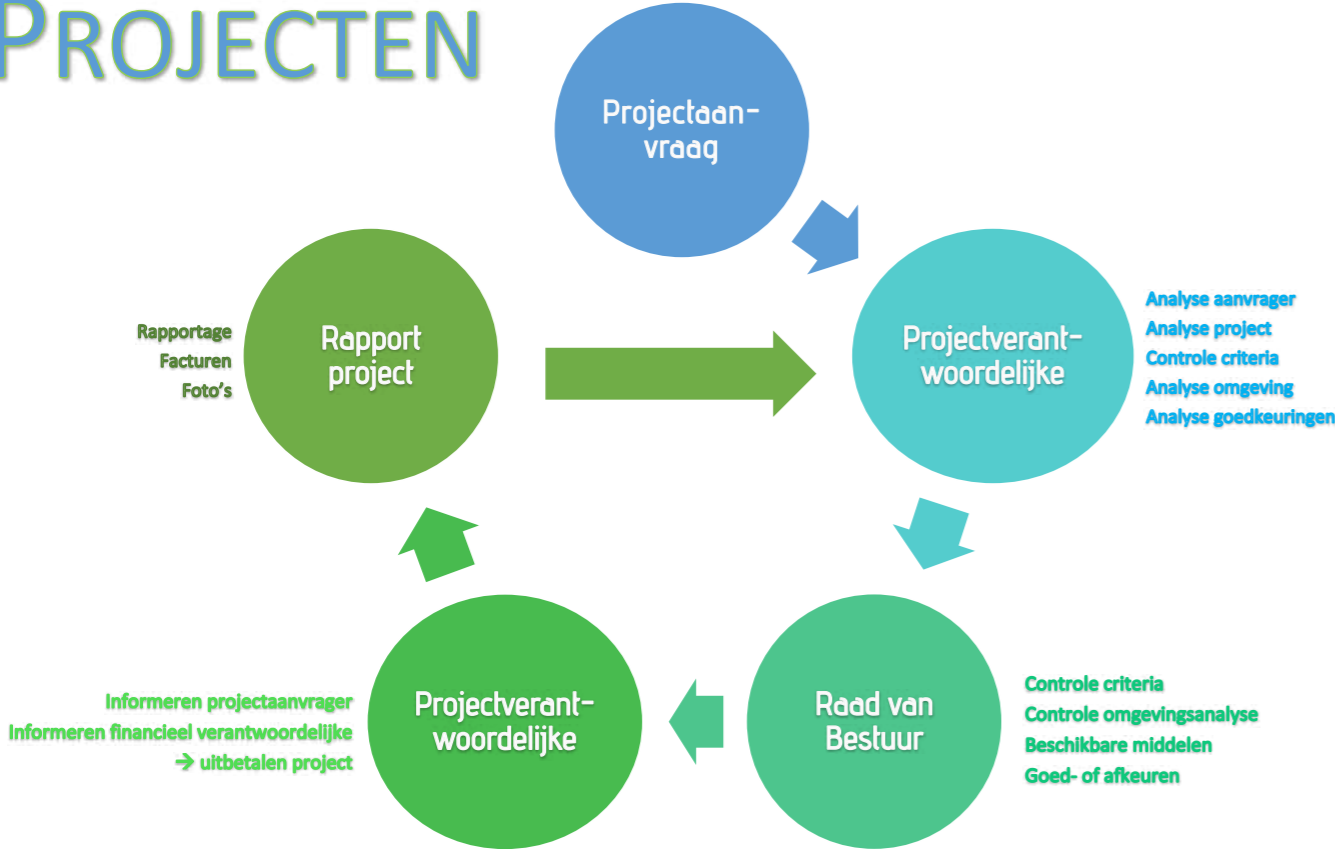 PROJECTEN
Projectaan-
vraag
Projectverant-
woordelijke
Analyse aanvrager
Analyse project
Controle criteria
Analyse omgeving
Analyse goedkeuringen
Raad van
Bestuur
Controle criteria
Controle omgevingsanalyse
Beschikbare middelen
Goed- of afkeuren
Projectverant-
woordelijke
Informeren projectaanvrager
Informeren financieel verantwoordelijke
→ uitbetalen project
Rapport
project
Rapportage
Facturen
Foto's